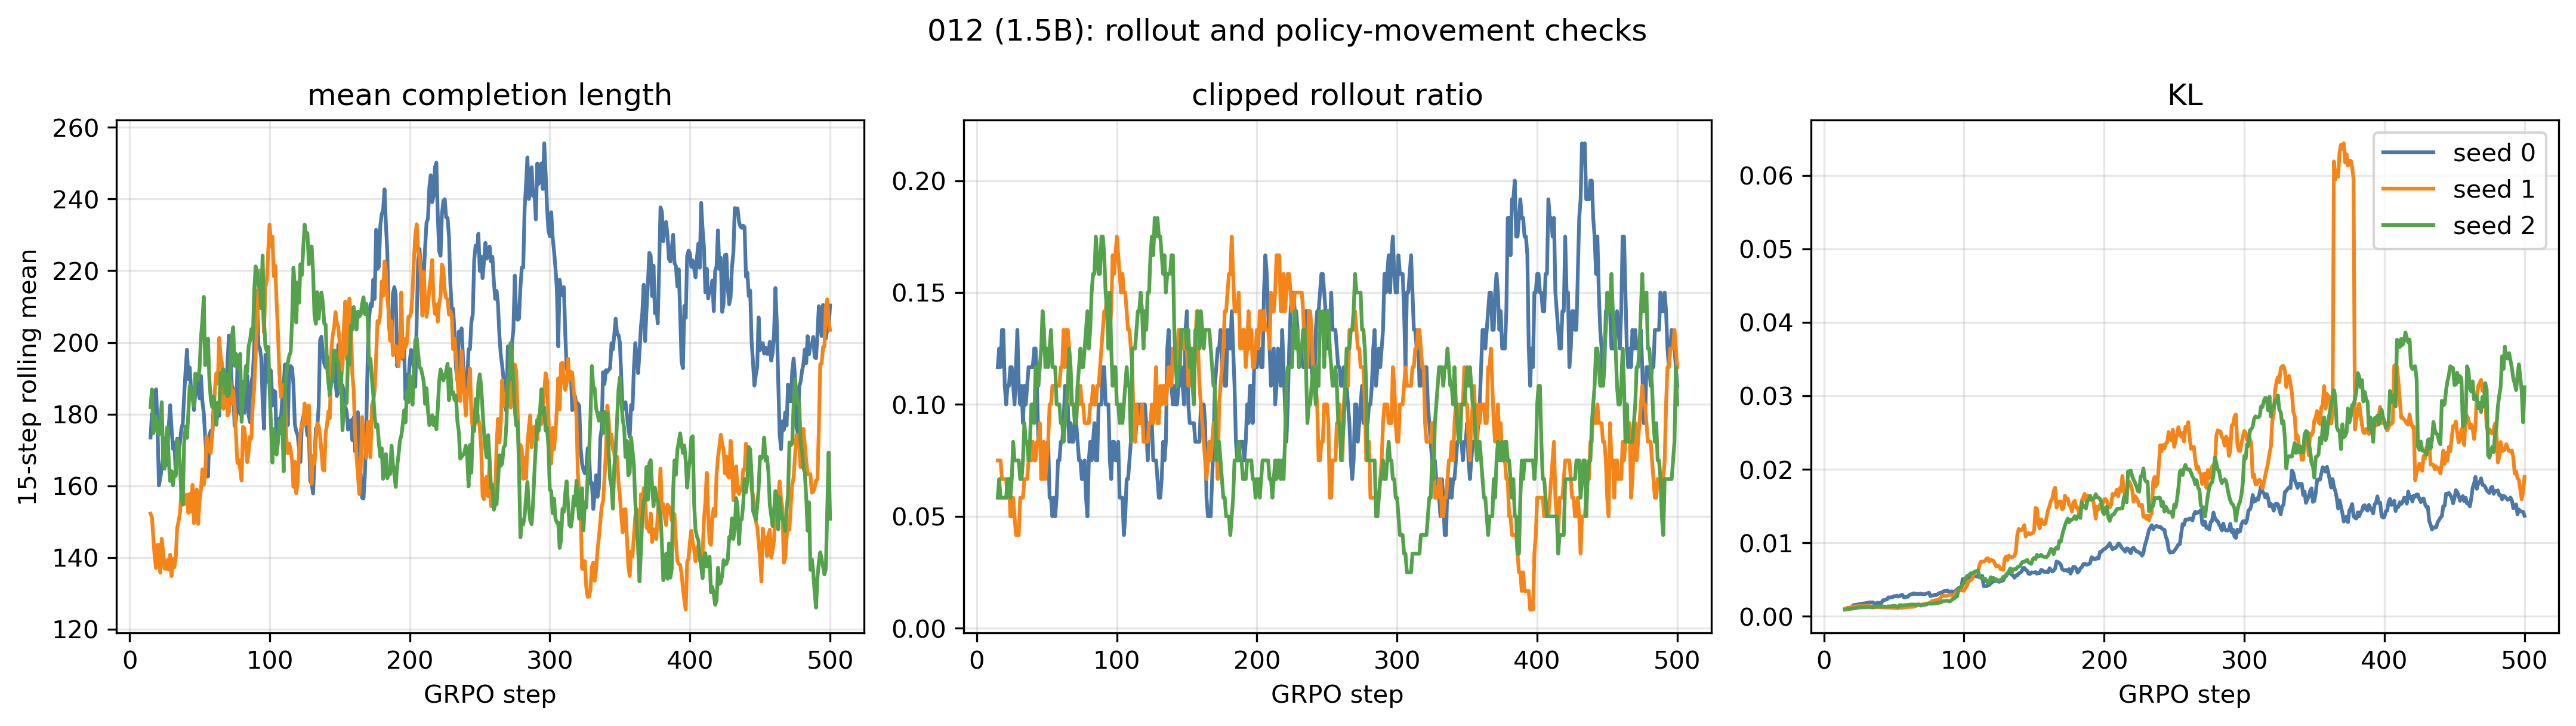 012 (1.5B): rollout and policy-movement checks
mean completion length
15-step rolling mean
260
240
220
200
180
160
140
120
0 100 200 300 400 500
GRPO step
clipped rollout ratio
0.20
0.15
0.10
0.05
0.00
0 100 200 300 400 500
GRPO step
KL
0.06
0.05
0.04
0.03
0.02
0.01
0.00
0 100 200 300 400 500
GRPO step
seed 0
seed 1
seed 2